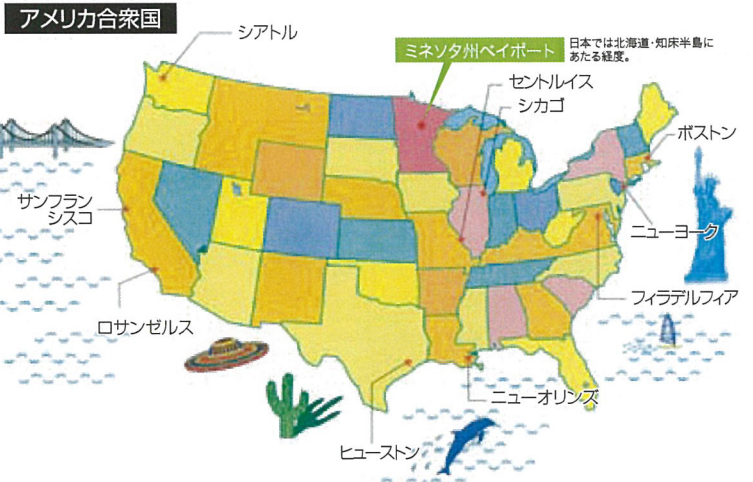 アメリカ合衆国
シアトル
ミネソタ州ベイポート
日本では北海道・知床半島に
あたる経度。
セントルイス
シカゴ
ボストン
サンフラン
シスコ
ニューヨーク
フィラデルフィア
ロサンゼルス
ニューオリンズ
ヒューストン